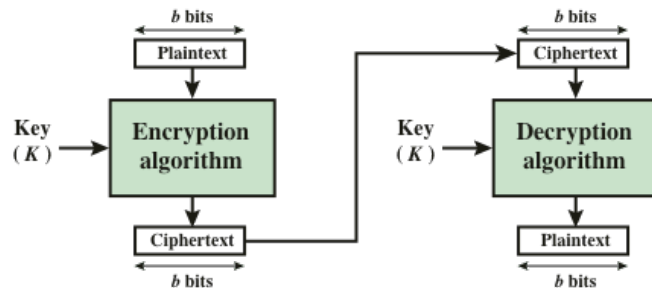 b bits
Plaintext
Key
(K)
Encryption
algorithm
Ciphertext
b bits
b bits
Ciphertext
Key
(K)
Decryption
algorithm
Plaintext
b bits